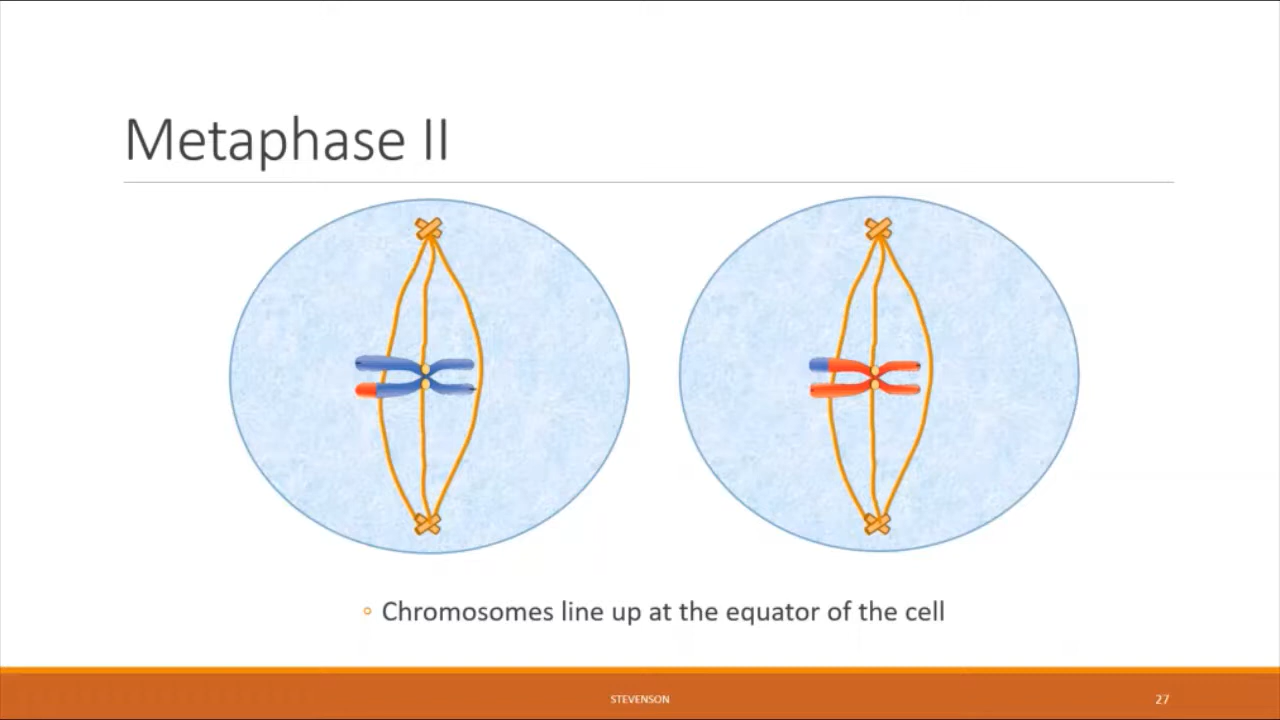 Metaphase II
◦ Chromosomes line up at the equator of the cell
STEVENSON
27